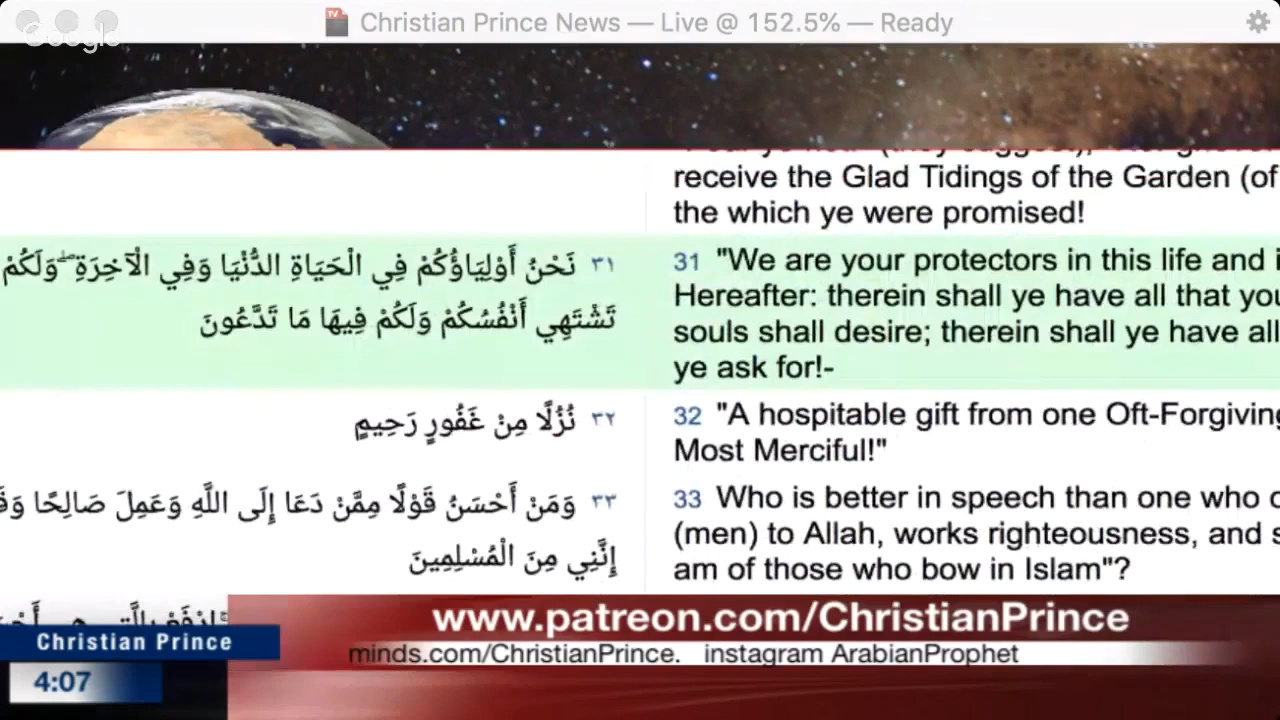 Christian Prince News — Live @ 152.5% — Ready
Google
TV
receive the Glad Tidings of the Garden (of
the which ye were promised!
٣١ نَحْنُ أَوْلِيَاؤُكُمْ فِي الْحَيَاةِ الدُّنْيَا وَفِي الْآخِرَةِ ۖ وَلَكُمْ
تَشْتَهِي أَنْفُسُكُمْ وَلَكُمْ فِيهَا مَا تَدَّعُونَ
31 "We are your protectors in this life and i
Hereafter: therein shall ye have all that you
souls shall desire; therein shall ye have all
ye ask for!-
٣٢ نُزُلًا مِنْ غَفُورٍ رَحِيمٍ
32 "A hospitable gift from one Oft-Forgiving
Most Merciful!"
٣٣ وَمَنْ أَحْسَنُ قَوْلًا مِمَّنْ دَعَا إِلَى اللَّهِ وَعَمِلَ صَالِحًا
إِنَّنِي مِنَ الْمُسْلِمِينَ
33 Who is better in speech than one who
(men) to Allah, works righteousness, and s
am of those who bow in Islam"?
www.patreon.com/ChristianPrince
Christian Prince
minds.com/ChristianPrince. instagram ArabianProphet
4:07